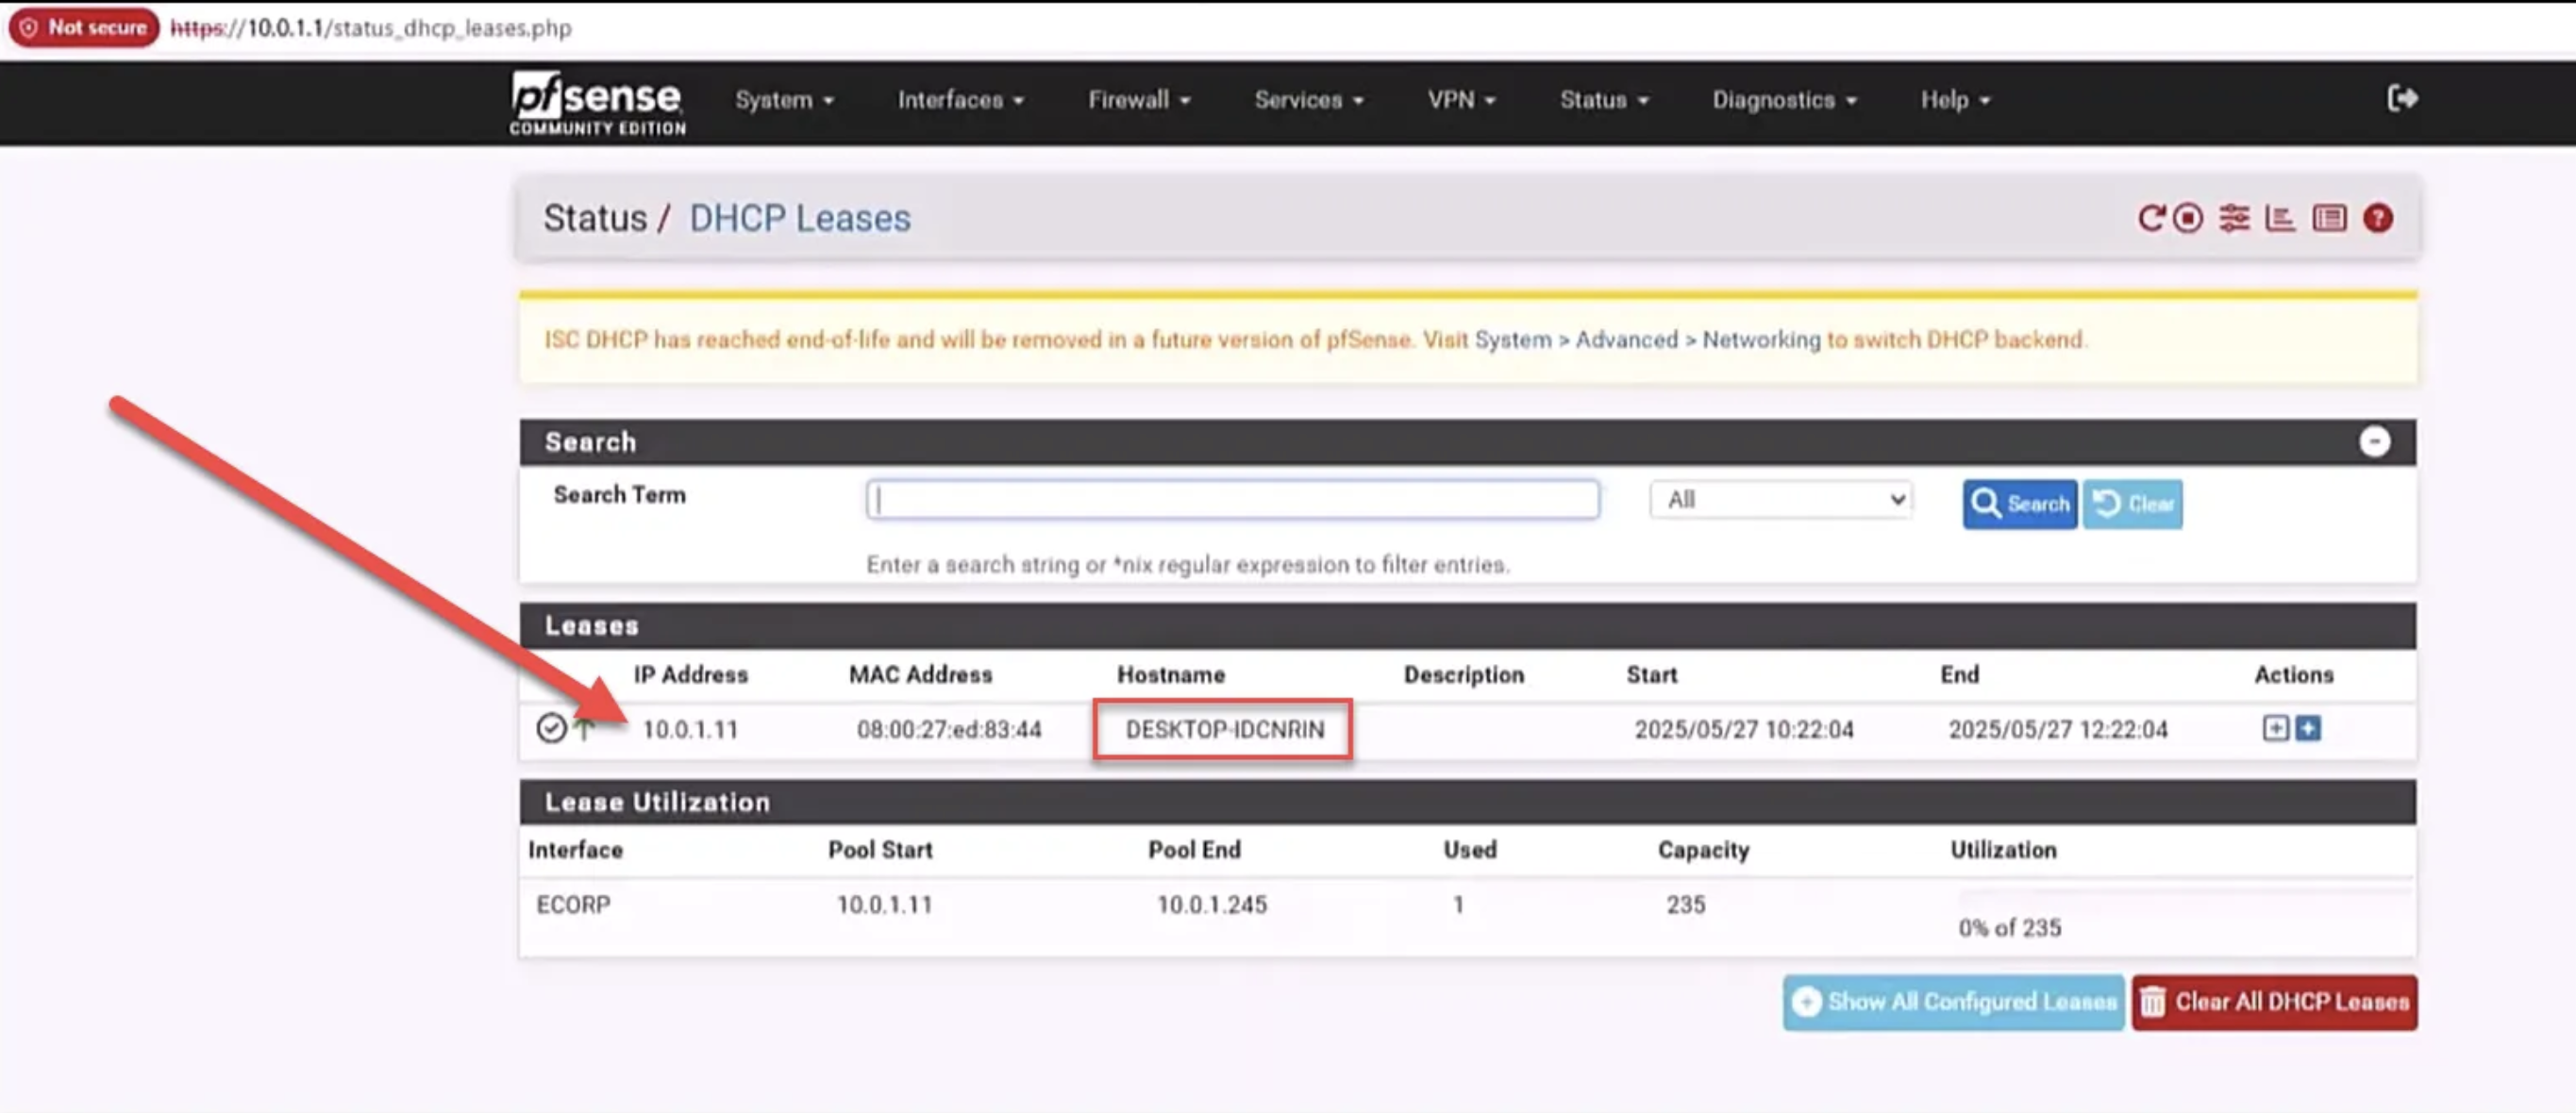 Not secure https://10.0.1.1/status_dhcp_leases.php
pfsense System Interfaces Firewall Services VPN Status Diagnostics Help
COMMUNITY EDITION
Status / DHCP Leases
ISC DHCP has reached end-of-life and will be removed in a future version of pfSense. Visit System > Advanced > Networking to switch DHCP backend.
Search
Search Term All Search Clear
Enter a search string or *nix regular expression to filter entries.
Leases
IP Address MAC Address Hostname Description Start End Actions
10.0.1.11 08:00:27:ed:83:44 DESKTOP-IDCNRIN 2025/05/27 10:22:04 2025/05/27 12:22:04
Lease Utilization
Interface Pool Start Pool End Used Capacity Utilization
ECORP 10.0.1.11 10.0.1.245 1 235 0% of 235
Show All Configured Leases Clear All DHCP Leases